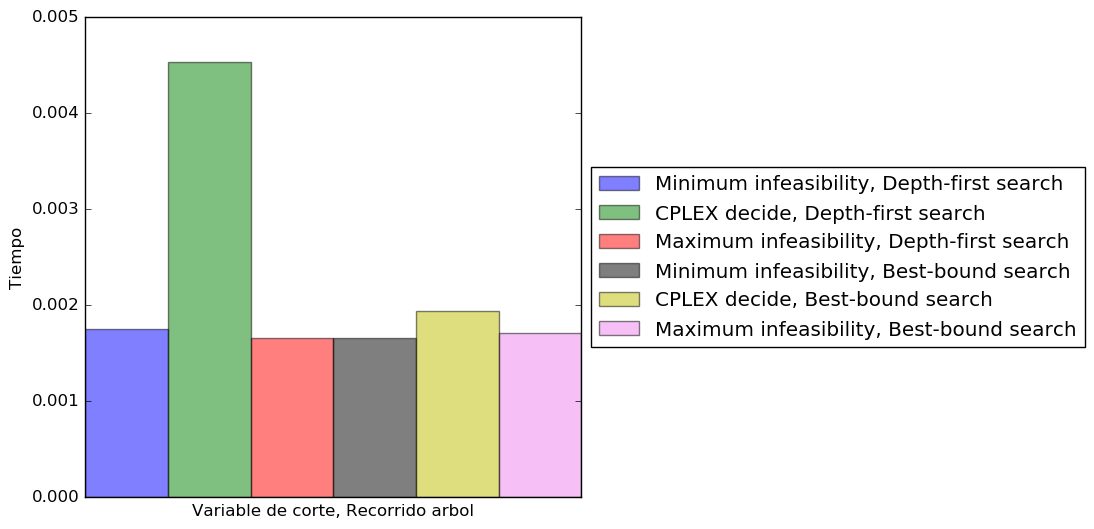 0.005
0.004
0.003
0.002
0.001
0.000
Tiempo
Variable de corte, Recorrido arbol
Minimum infeasibility, Depth-first search
CPLEX decide, Depth-first search
Maximum infeasibility, Depth-first search
Minimum infeasibility, Best-bound search
CPLEX decide, Best-bound search
Maximum infeasibility, Best-bound search